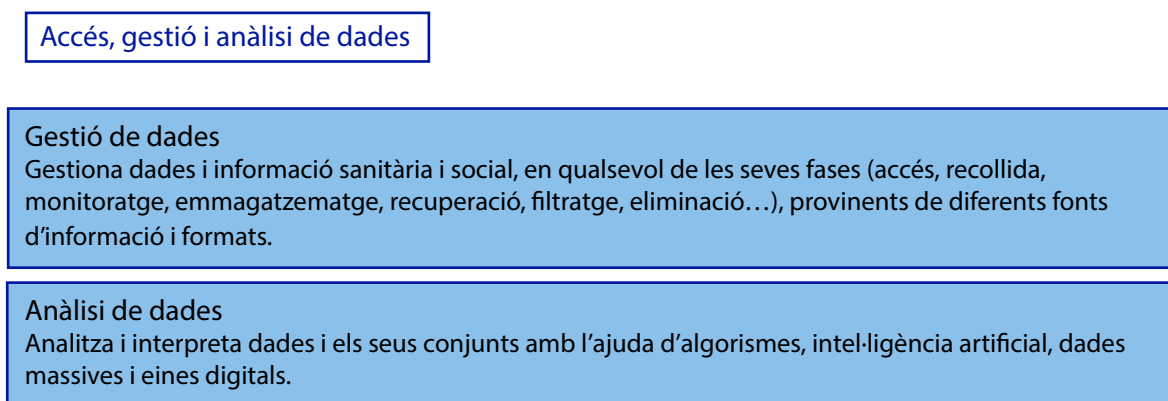 Accés, gestió i anàlisi de dades
Gestió de dades
Gestiona dades i informació sanitària i social, en qualsevol de les seves fases (accés, recollida,
monitoratge, emmagatzematge, recuperació, filtratge, eliminació…), provinents de diferents fonts
d’informació i formats.
Anàlisi de dades
Analitza i interpreta dades i els seus conjunts amb l’ajuda d’algorismes, intel·ligència artificial, dades
massives i eines digitals.